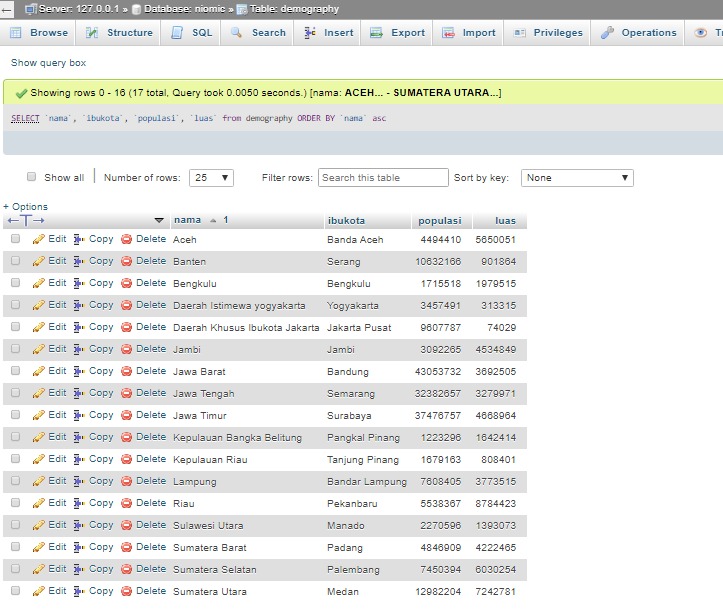 Server: 127.0.0.1 » Database: niomic » Table: demography
Browse Structure SQL Search Insert Export Import Privileges Operations
Show query box
Showing rows 0 - 16 (17 total, Query took 0.0050 seconds.) [nama: ACEH... - SUMATERA UTARA...]
SELECT `nama`, `ibukota`, `populasi`, `luas` from demography ORDER BY `nama` asc
Show all Number of rows: 25 Filter rows: Search this table Sort by key: None
+ Options
←T→ nama 1 ibukota populasi luas
Edit Copy Delete Aceh Banda Aceh 4494410 5650051
Edit Copy Delete Banten Serang 10632166 901864
Edit Copy Delete Bengkulu Bengkulu 1715518 1979515
Edit Copy Delete Daerah Istimewa yogyakarta Yogyakarta 3457491 313315
Edit Copy Delete Daerah Khusus Ibukota Jakarta Jakarta Pusat 9607787 74029
Edit Copy Delete Jambi Jambi 3092265 4534849
Edit Copy Delete Jawa Barat Bandung 43053732 3692505
Edit Copy Delete Jawa Tengah Semarang 32382657 3279971
Edit Copy Delete Jawa Timur Surabaya 37476757 4668964
Edit Copy Delete Kepulauan Bangka Belitung Pangkal Pinang 1223296 1642414
Edit Copy Delete Kepulauan Riau Tanjung Pinang 1679163 808401
Edit Copy Delete Lampung Bandar Lampung 7608405 3773515
Edit Copy Delete Riau Pekanbaru 5538367 8784423
Edit Copy Delete Sulawesi Utara Manado 2270596 1393073
Edit Copy Delete Sumatera Barat Padang 4846909 4222465
Edit Copy Delete Sumatera Selatan Palembang 7450394 6030254
Edit Copy Delete Sumatera Utara Medan 12982204 7242781